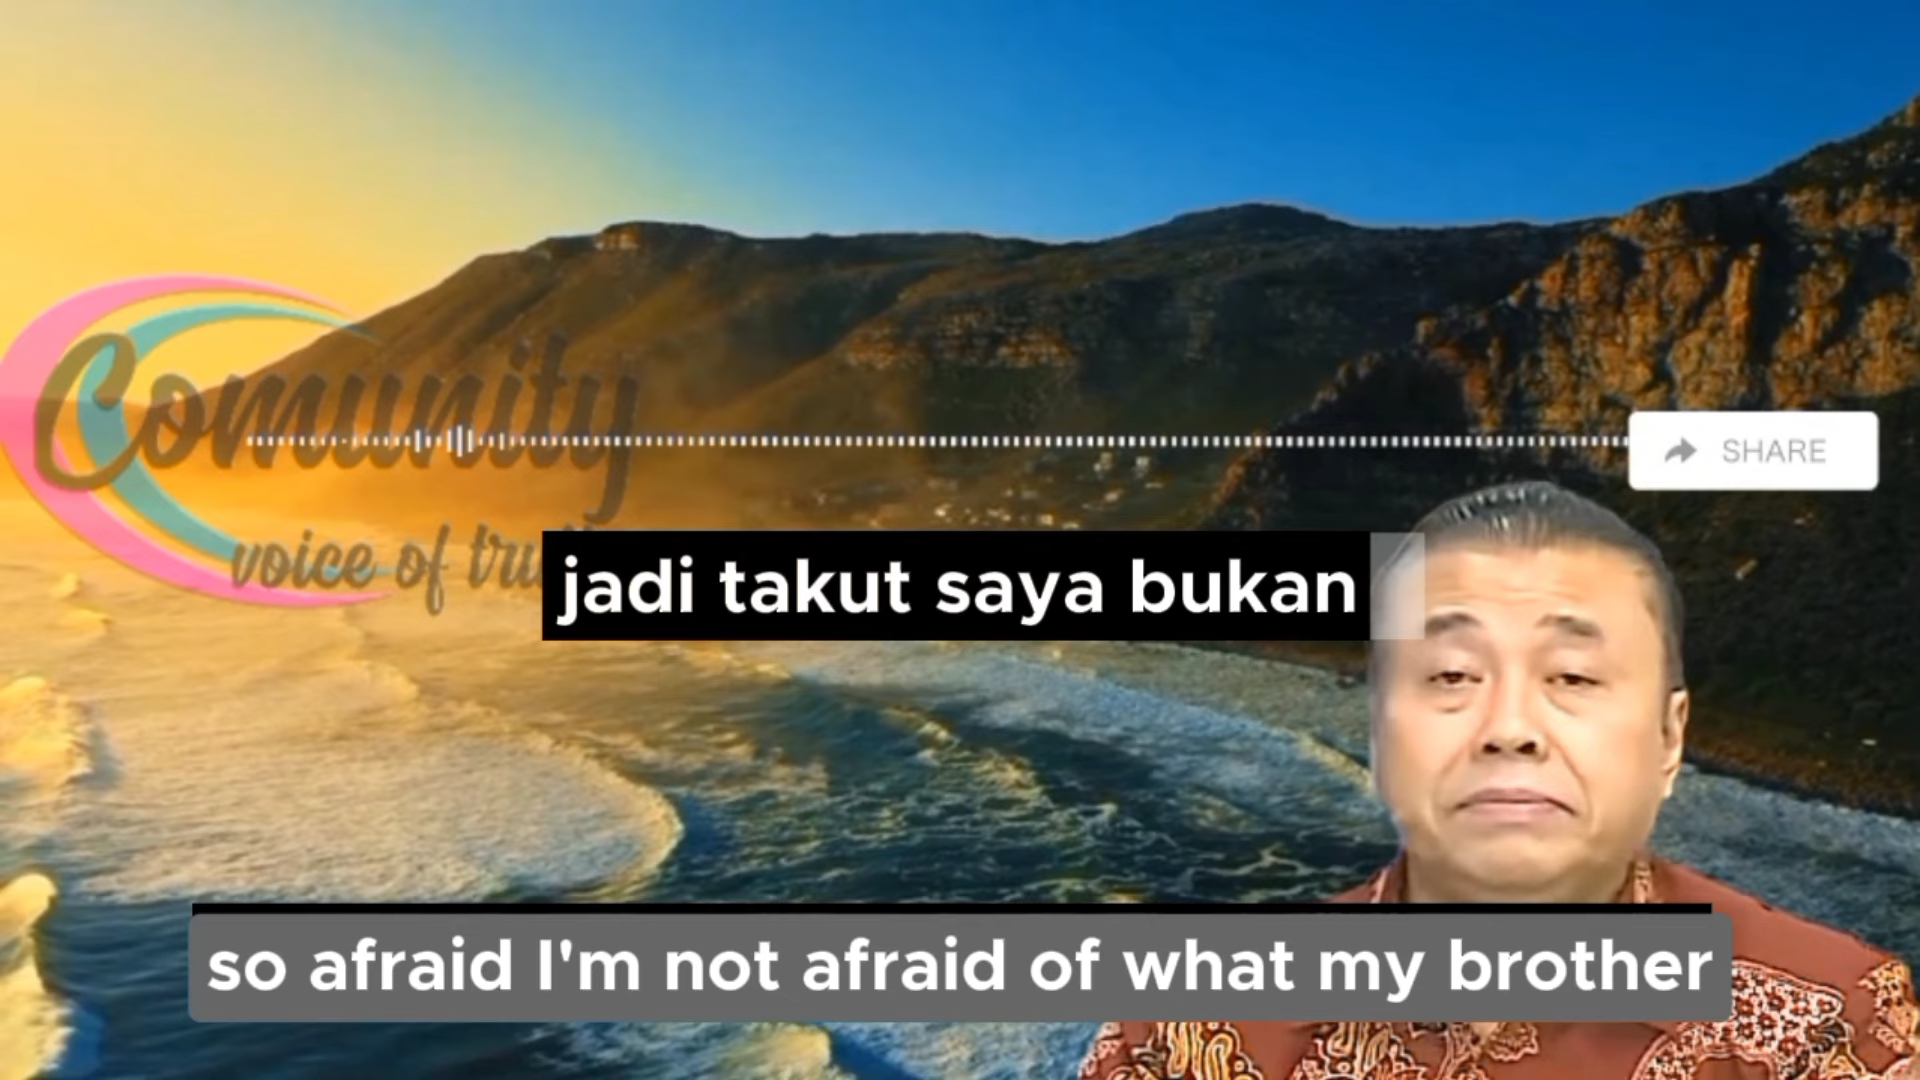 Comunity
SHARE
voice of tru
jadi takut saya bukan
so afraid I'm not afraid of what my brother